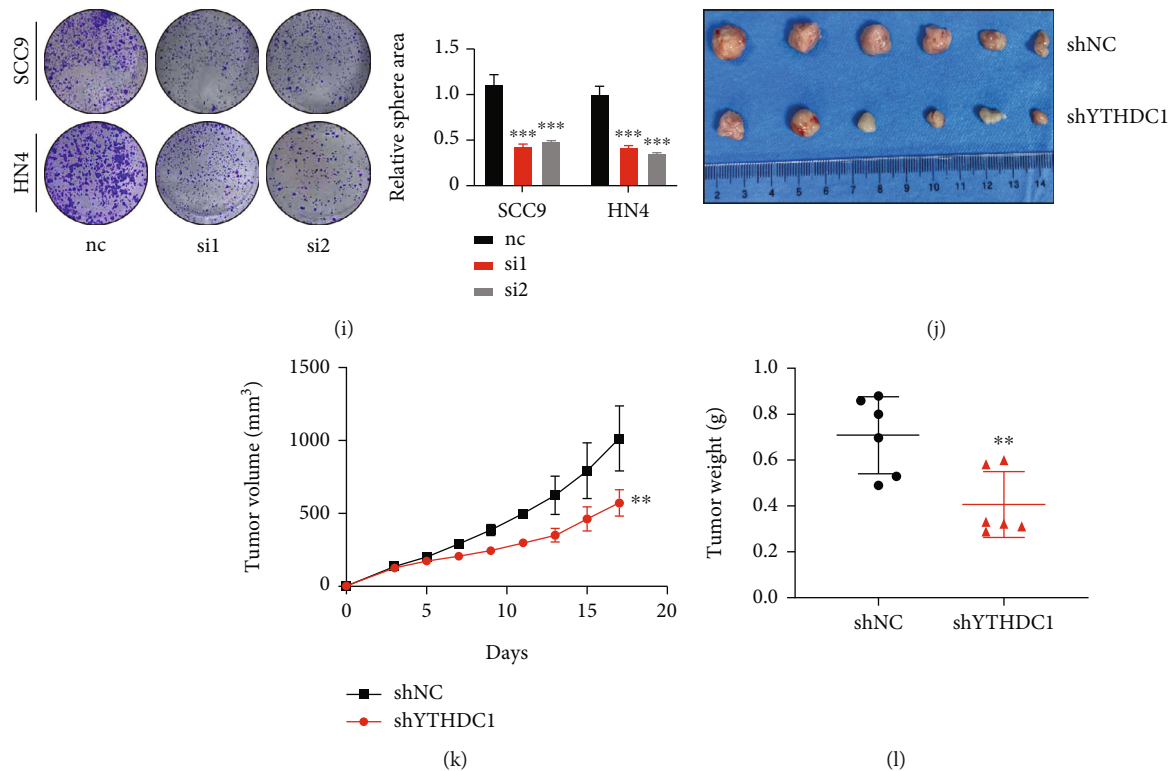 SCC9
HN4
nc
si1
si2
Relative sphere area
1.5
1.0
0.5
0
*** ***
*** ***
SCC9
HN4
nc
si1
si2
(i)
shNC
shYTHDC1
2 3 4 5 6 7 8 9 10 11 12 13 14
(j)
Tumor volume (mm³)
1500
1000
500
0
**
0 5 10 15 20
Days
shNC
shYTHDC1
(k)
Tumor weight (g)
1.0
0.8
0.6
0.4
0.2
0.0
**
shNC
shYTHDC1
(l)